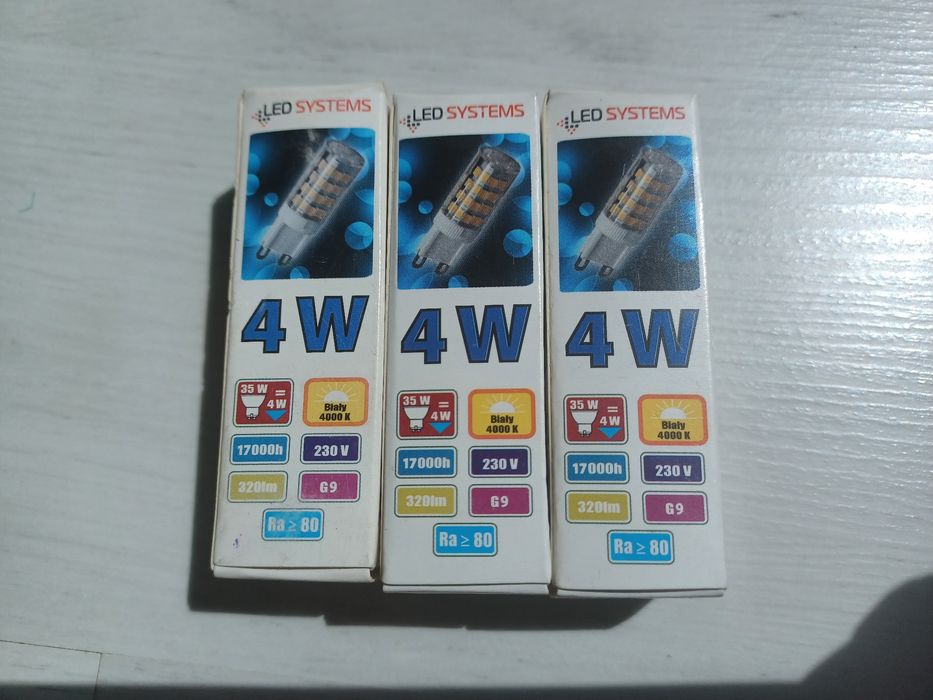 LED SYSTEMS
4 W
35 W
=
4 W
Biały
4000 K
17000h
230 V
320lm
G9
Ra ≥ 80
LED SYSTEMS
4 W
35 W
=
4 W
Biały
4000 K
17000h
230 V
320lm
G9
Ra ≥ 80
LED SYSTEMS
4 W
35 W
=
4 W
Biały
4000 K
17000h
230 V
320lm
G9
Ra ≥ 80